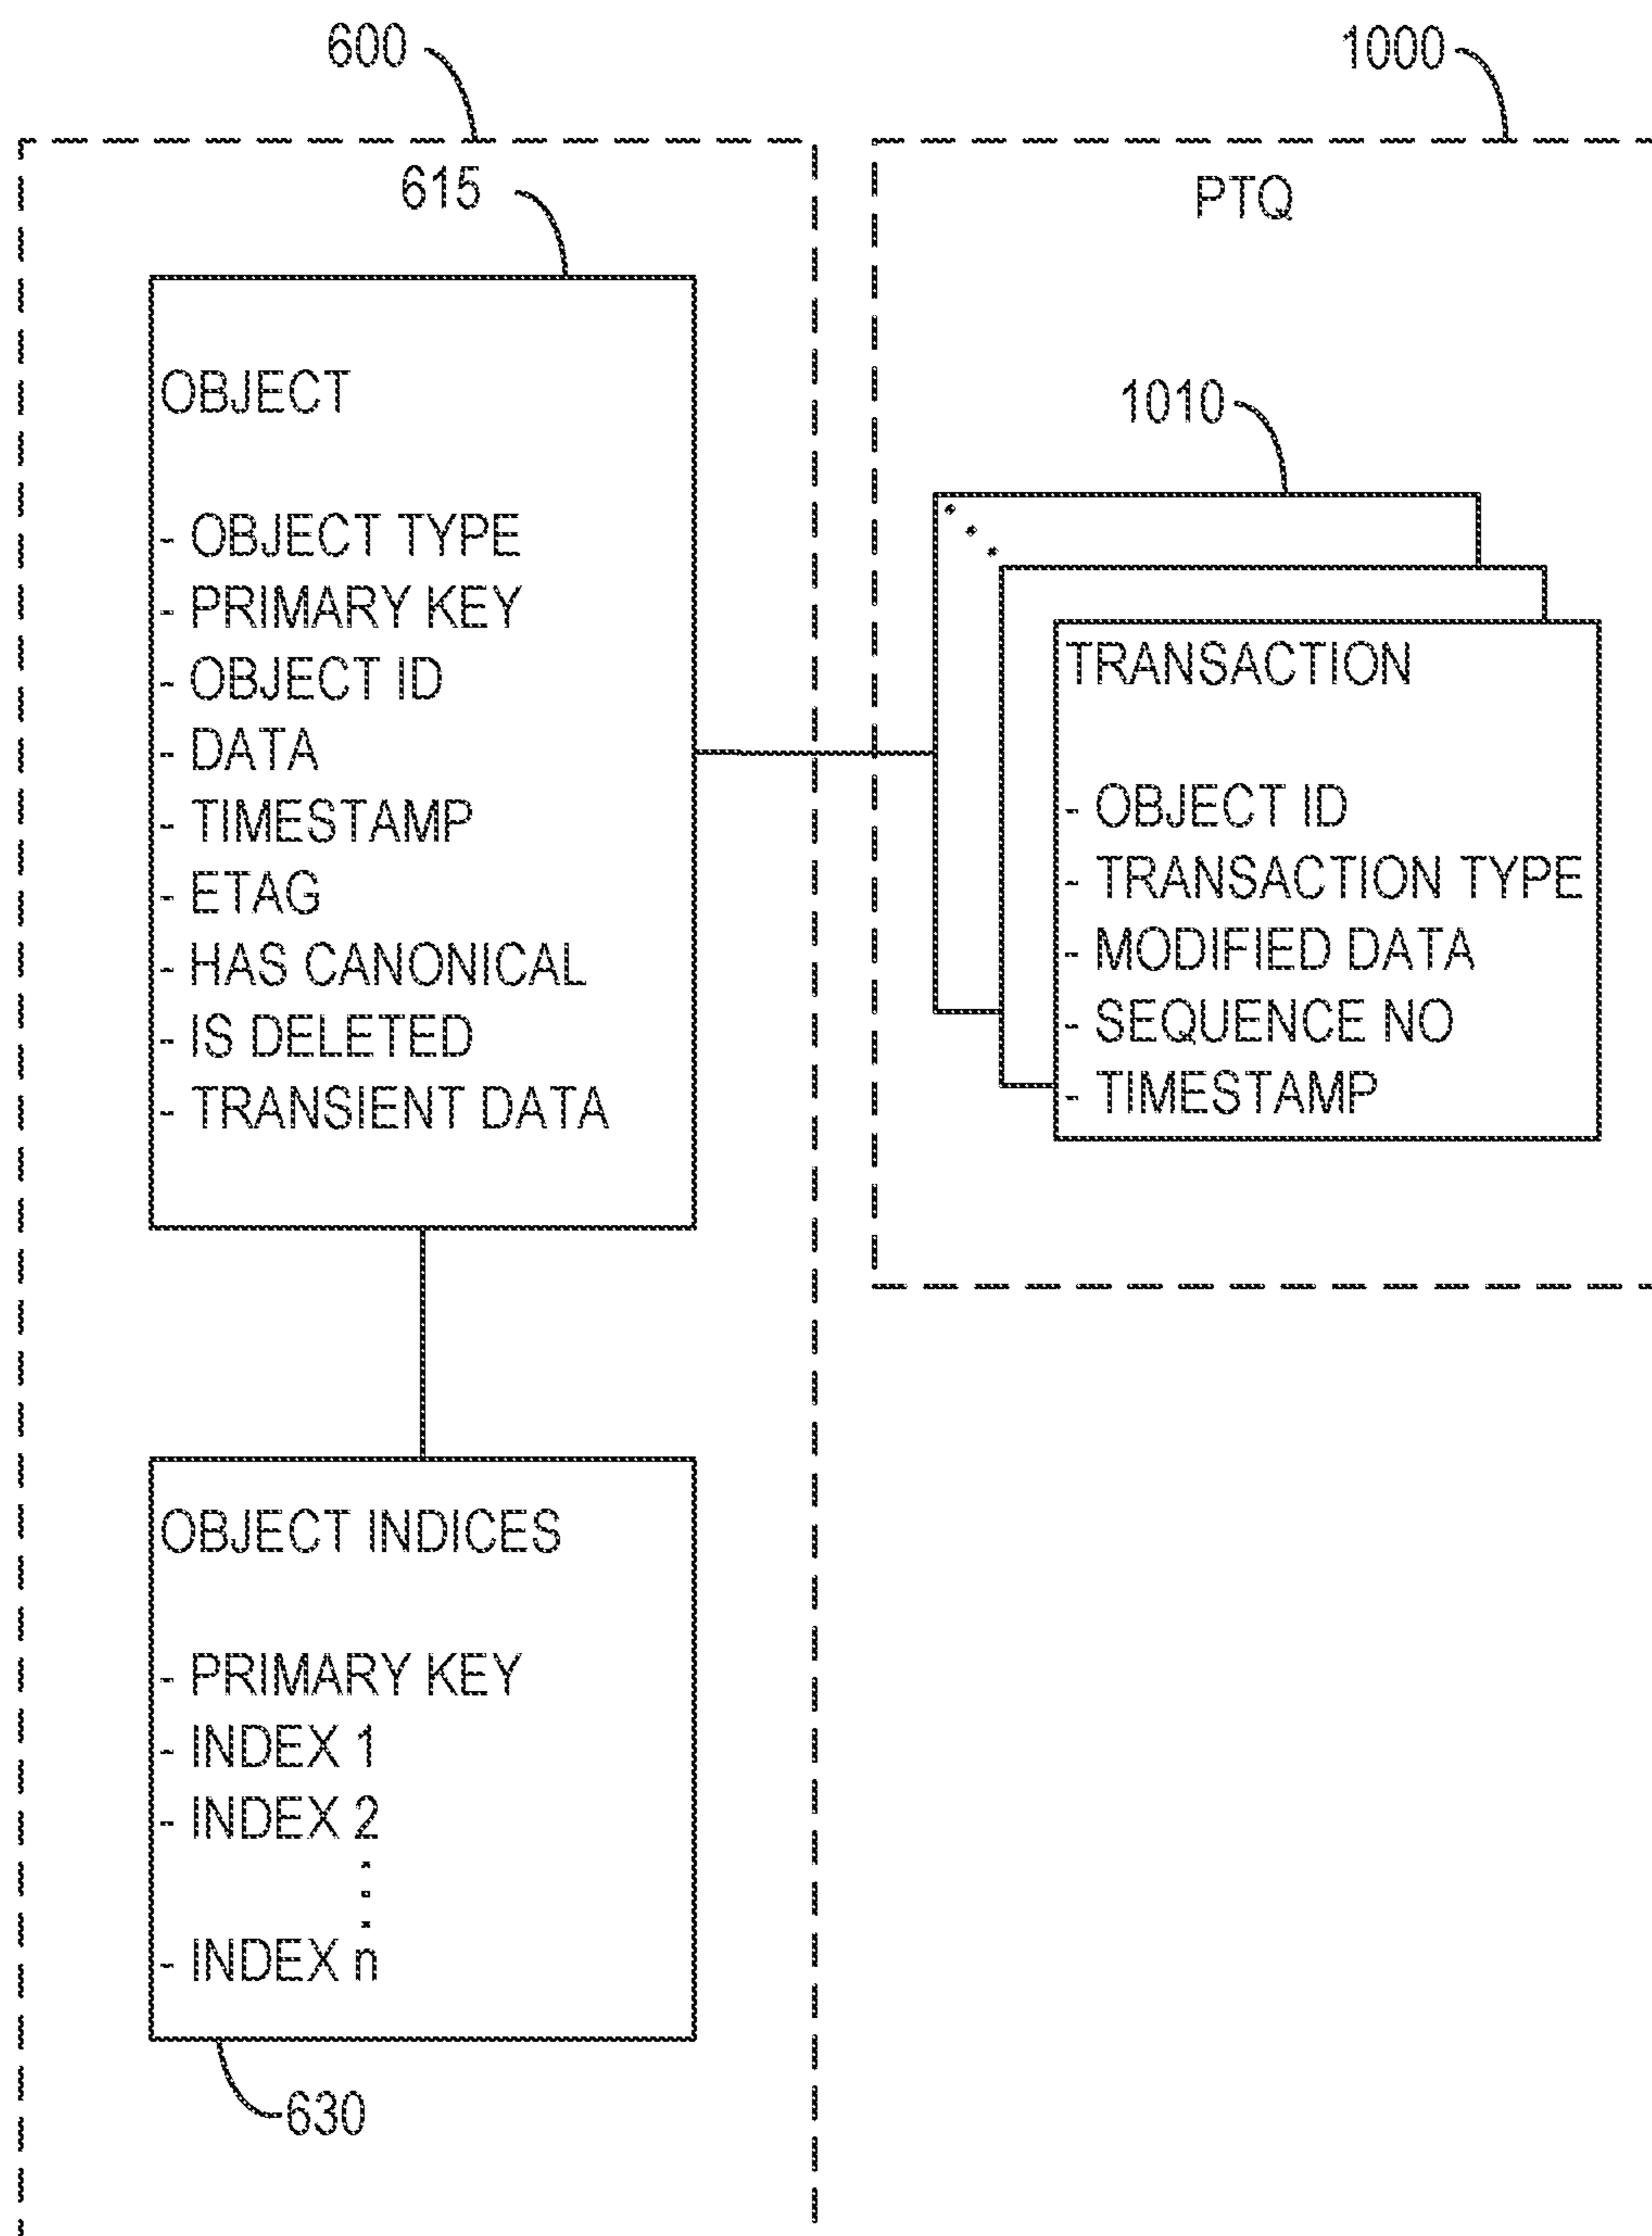 600
615
OBJECT
- OBJECT TYPE
- PRIMARY KEY
- OBJECT ID
- DATA
- TIMESTAMP
- ETAG
- HAS CANONICAL
- IS DELETED
- TRANSIENT DATA
OBJECT INDICES
- PRIMARY KEY
- INDEX 1
- INDEX 2
- INDEX n
630
1000
PTQ
1010
TRANSACTION
- OBJECT ID
- TRANSACTION TYPE
- MODIFIED DATA
- SEQUENCE NO
- TIMESTAMP